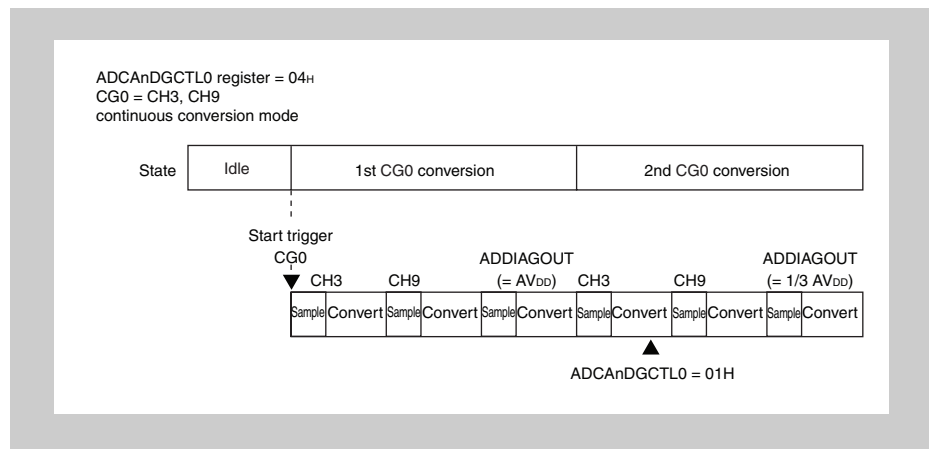 ADCAnDGCTL0 register = 04H
CG0 = CH3, CH9
continuous conversion mode
State Idle 1st CG0 conversion 2nd CG0 conversion
Start trigger
CG0 ADDIAGOUT ADDIAGOUT
CH3 CH9 (= AVDD) CH3 CH9 (= 1/3 AVDD)
Sample Convert Sample Convert Sample Convert Sample Convert Sample Convert Sample Convert
ADCAnDGCTL0 = 01H